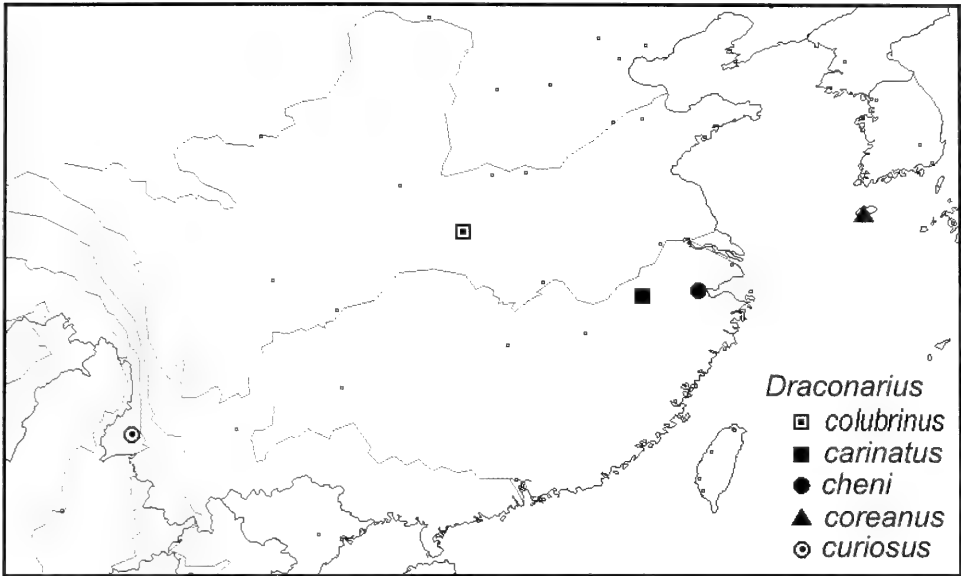 Draconarius
colubrinus
carinatus
cheni
coreanus
curiosus